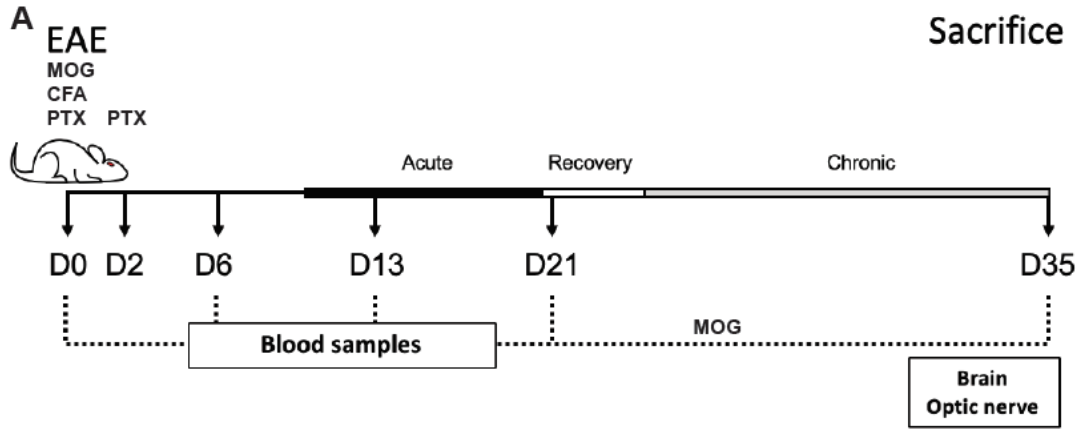 A
EAE
MOG
CFA
PTX PTX
Sacrifice
Acute Recovery Chronic
D0 D2 D6 D13 D21 D35
MOG
Blood samples
Brain
Optic nerve